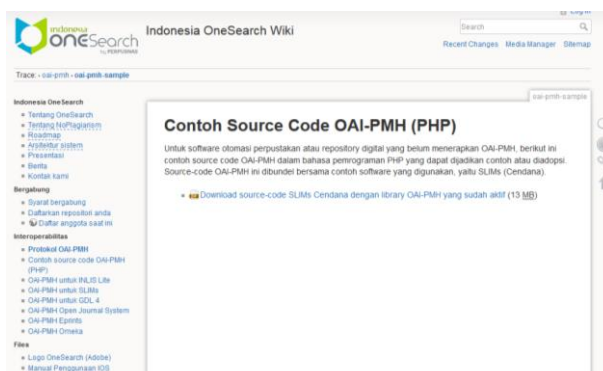 Log In
indonesia
oneSearch
by PERPUSNAS
Indonesia OneSearch Wiki
Search
Recent Changes Media Manager Sitemap
Trace: • oai-pmh • oai-pmh-sample
oai-pmh-sample
Indonesia OneSearch
Tentang OneSearch
Tentang NoPlagiarism
Roadmap
Arsitektur sistem
Presentasi
Berita
Kontak kami
Bergabung
Syarat bergabung
Daftarkan repositori anda
Daftar anggota saat ini
Interoperabilitas
Protokol OAI-PMH
Contoh source code OAI-PMH
(PHP)
OAI-PMH untuk INLIS Lite
OAI-PMH untuk SLiMs
OAI-PMH untuk GDL 4
OAI-PMH Open Journal System
OAI-PMH Eprints
OAI-PMH Omeka
Files
Logo OneSearch (Adobe)
Manual Penggunaan IOS
Contoh Source Code OAI-PMH (PHP)
Untuk software otomasi perpustakan atau repository digital yang belum menerapkan OAI-PMH, berikut ini
contoh source code OAI-PMH dalam bahasa pemrograman PHP yang dapat dijadikan contoh atau diadopsi.
Source-code OAI-PMH ini dibundel bersama contoh software yang digunakan, yaitu SLiMs (Cendana).
Download source-code SLiMs Cendana dengan library OAI-PMH yang sudah aktif (13 MB)